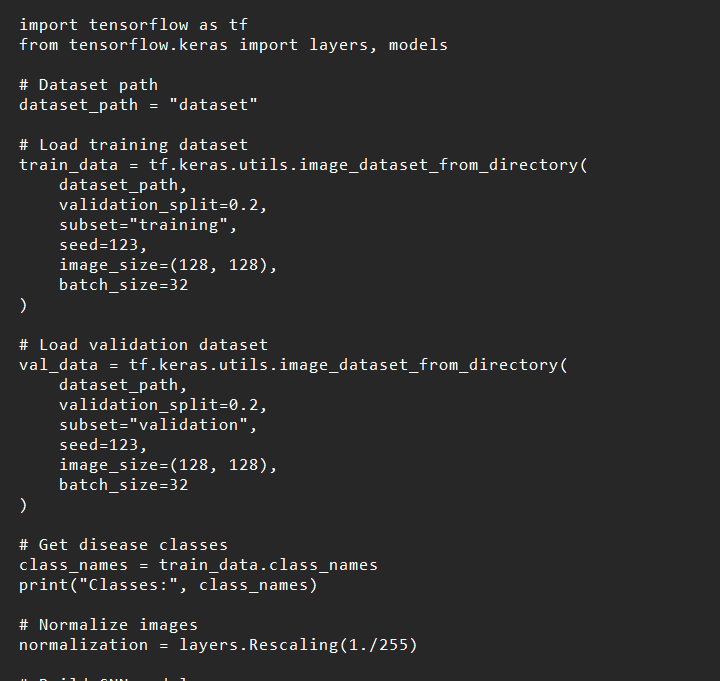 import tensorflow as tf
from tensorflow.keras import layers, models
# Dataset path
dataset_path = "dataset"
# Load training dataset
train_data = tf.keras.utils.image_dataset_from_directory(
    dataset_path,
    validation_split=0.2,
    subset="training",
    seed=123,
    image_size=(128, 128),
    batch_size=32
)
# Load validation dataset
val_data = tf.keras.utils.image_dataset_from_directory(
    dataset_path,
    validation_split=0.2,
    subset="validation",
    seed=123,
    image_size=(128, 128),
    batch_size=32
)
# Get disease classes
class_names = train_data.class_names
print("Classes:", class_names)
# Normalize images
normalization = layers.Rescaling(1./255)